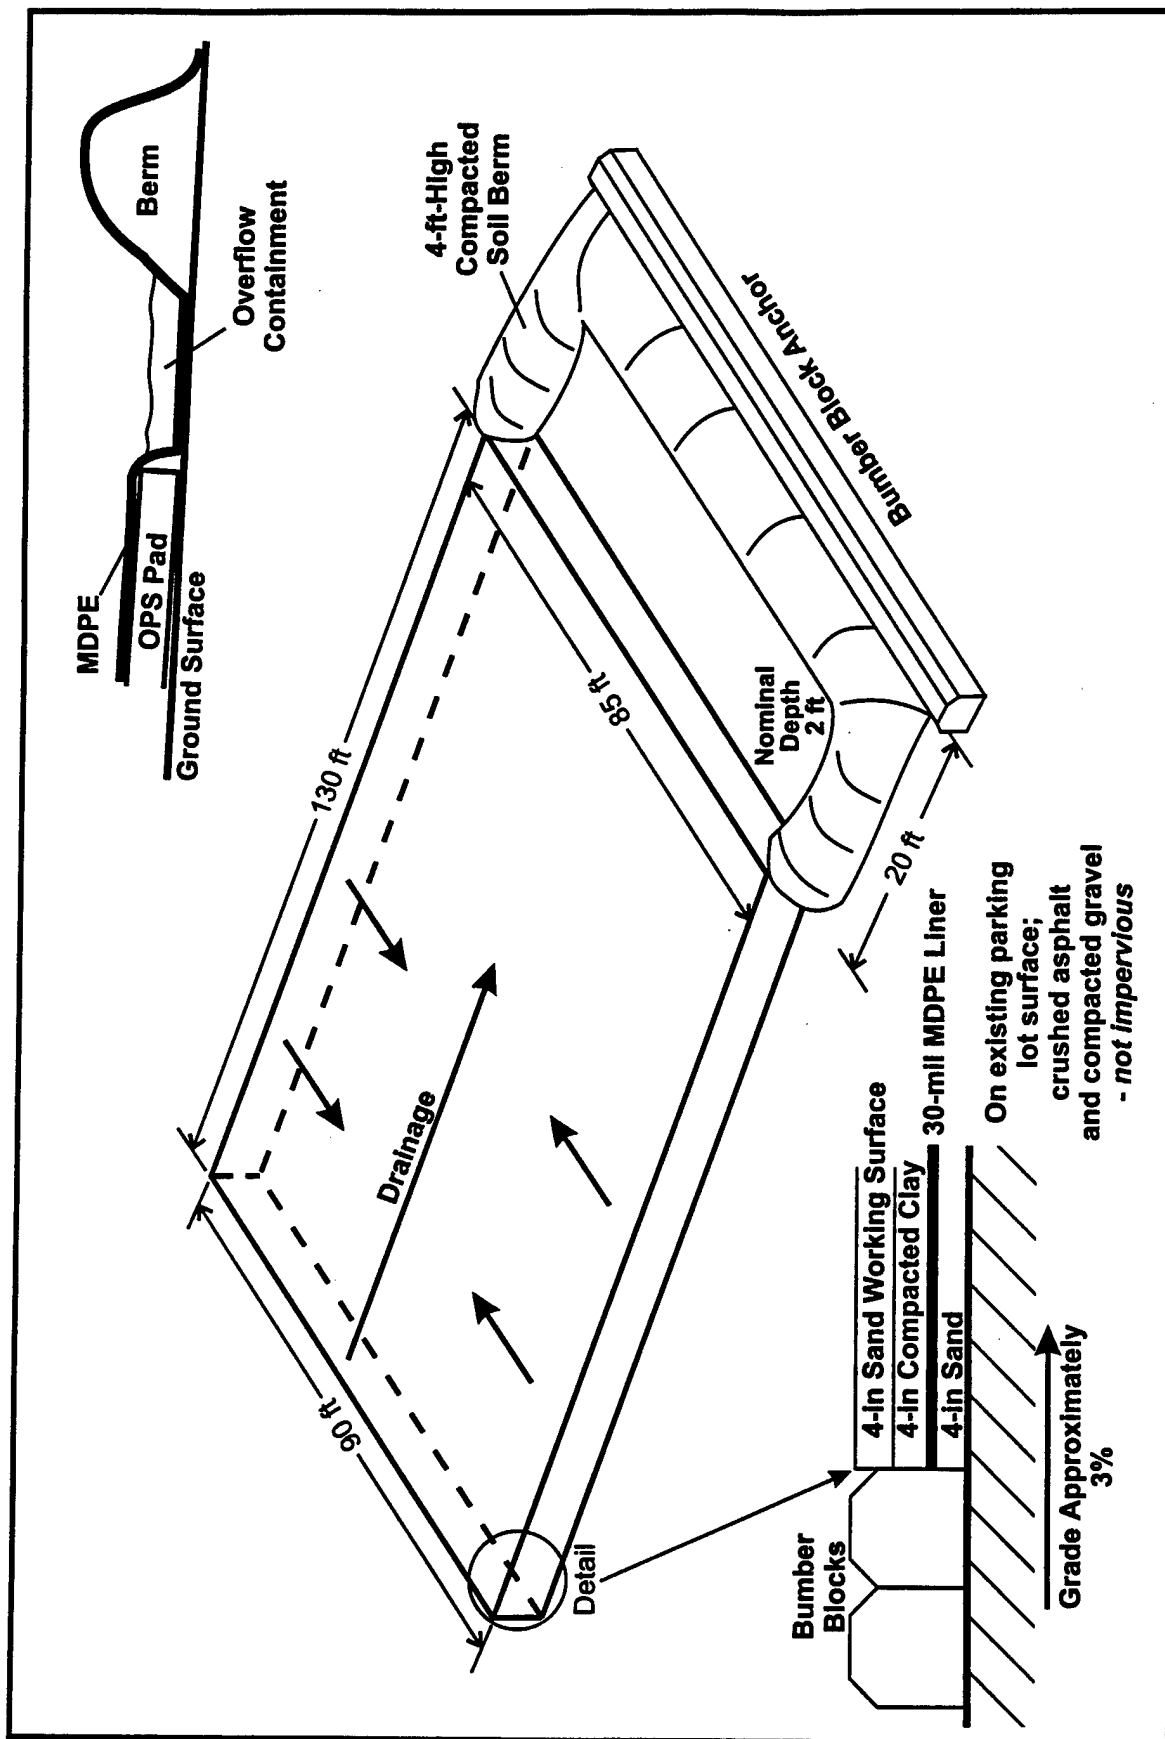 MDPE
OPS Pad
Ground Surface
Berm
Overflow
Containment
4-ft-High
Compacted
Soil Berm
130 ft
90 ft
85 ft
Drainage
Nominal
Depth
2 ft
Bumber Block Anchor
20 ft
Detail
Bumber
Blocks
4-in Sand Working Surface
4-in Compacted Clay
30-mil MDPE Liner
4-in Sand
On existing parking
lot surface;
crushed asphalt
and compacted gravel
- not impervious
Grade Approximately
3%